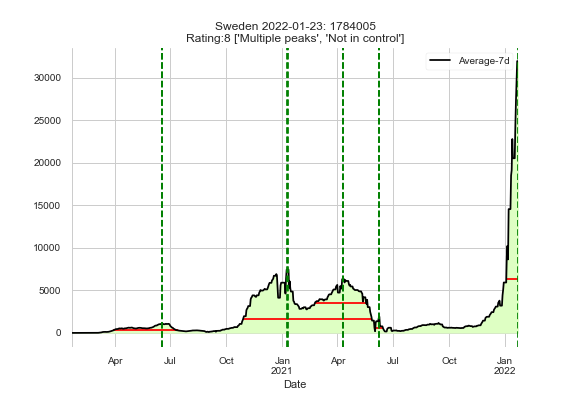 Sweden 2022-01-23: 1784005
Rating:8 ['Multiple peaks', 'Not in control']
Average-7d
30000
25000
20000
15000
10000
5000
0
Apr Jul Oct Jan Apr Jul Oct Jan
2021 2022
Date